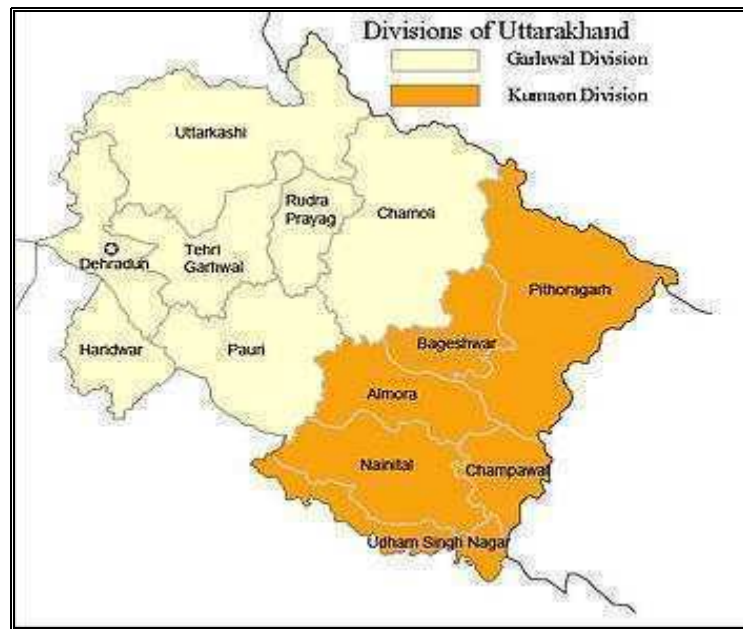 Divisions of Uttarakhand
Garhwal Division
Kumaon Division
Uttarkashi
Rudra
Prayag
Chamoli
Tehri
Garhwal
Dehradun
Pithoragarh
Haridwar
Pauri
Bageshwar
Almora
Nainital
Champawat
Udham Singh Nagar